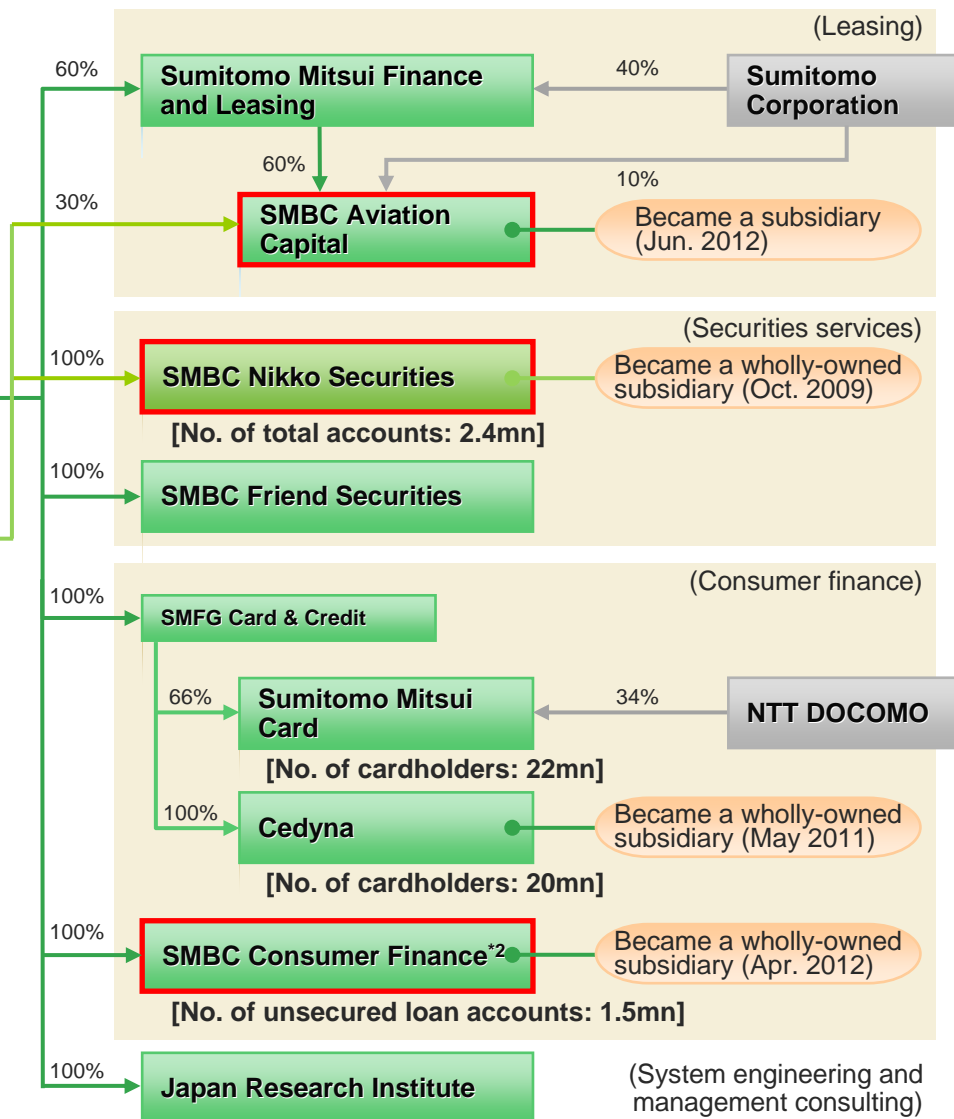 (Leasing)
60%
Sumitomo Mitsui Finance
and Leasing
40%
Sumitomo
Corporation
60%
10%
30%
SMBC Aviation
Capital
Became a subsidiary
(Jun. 2012)
(Securities services)
100%
SMBC Nikko Securities
Became a wholly-owned
subsidiary (Oct. 2009)
[No. of total accounts: 2.4mn]
100%
SMBC Friend Securities
(Consumer finance)
100%
SMFG Card & Credit
66%
Sumitomo Mitsui
Card
34%
NTT DOCOMO
[No. of cardholders: 22mn]
100%
Cedyna
Became a wholly-owned
subsidiary (May 2011)
[No. of cardholders: 20mn]
100%
SMBC Consumer Finance*2
Became a wholly-owned
subsidiary (Apr. 2012)
[No. of unsecured loan accounts: 1.5mn]
100%
Japan Research Institute
(System engineering and
management consulting)